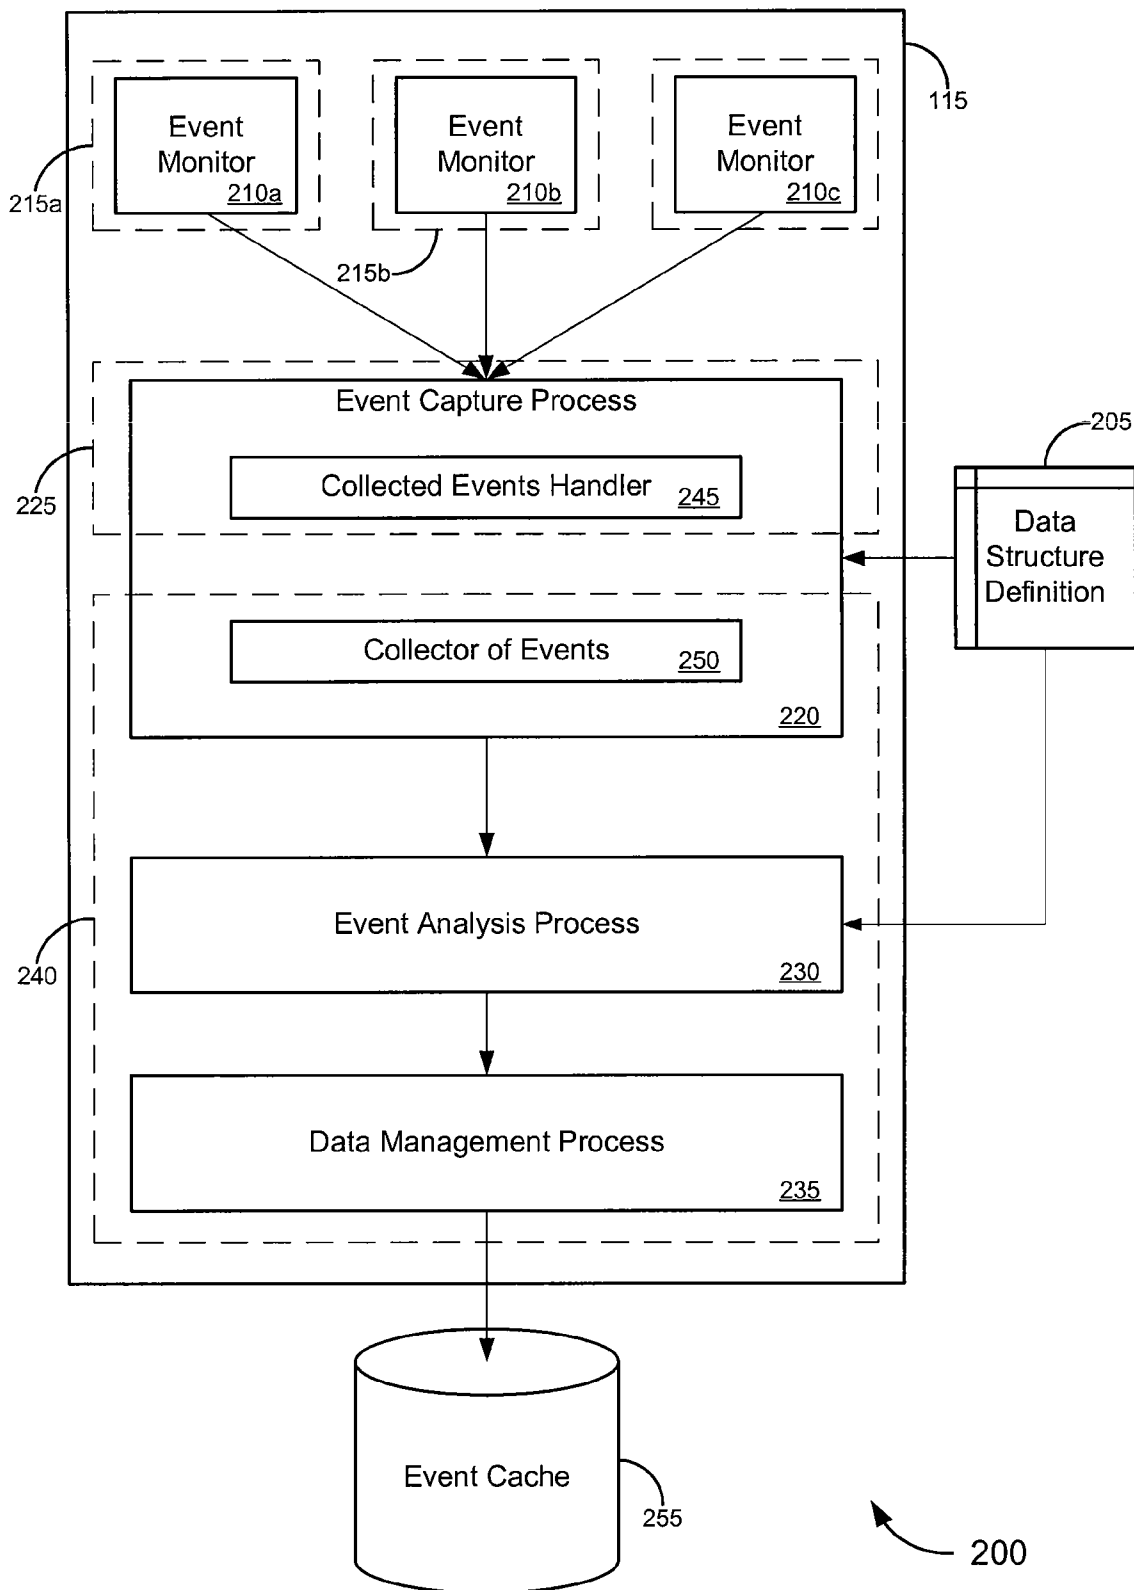 115
Event
Monitor
210a
Event
Monitor
210b
Event
Monitor
210c
215a
215b
Event Capture Process
Collected Events Handler 245
225
205
Data
Structure
Definition
Collector of Events 250
220
Event Analysis Process
230
240
Data Management Process
235
Event Cache
255
200